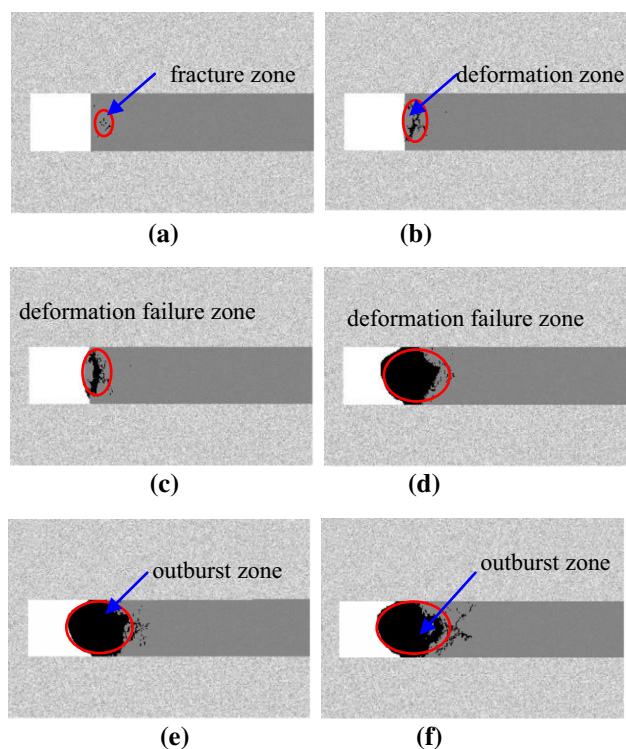 fracture zone
deformation zone
(a)
(b)
deformation failure zone
deformation failure zone
(c)
(d)
outburst zone
outburst zone
(e)
(f)